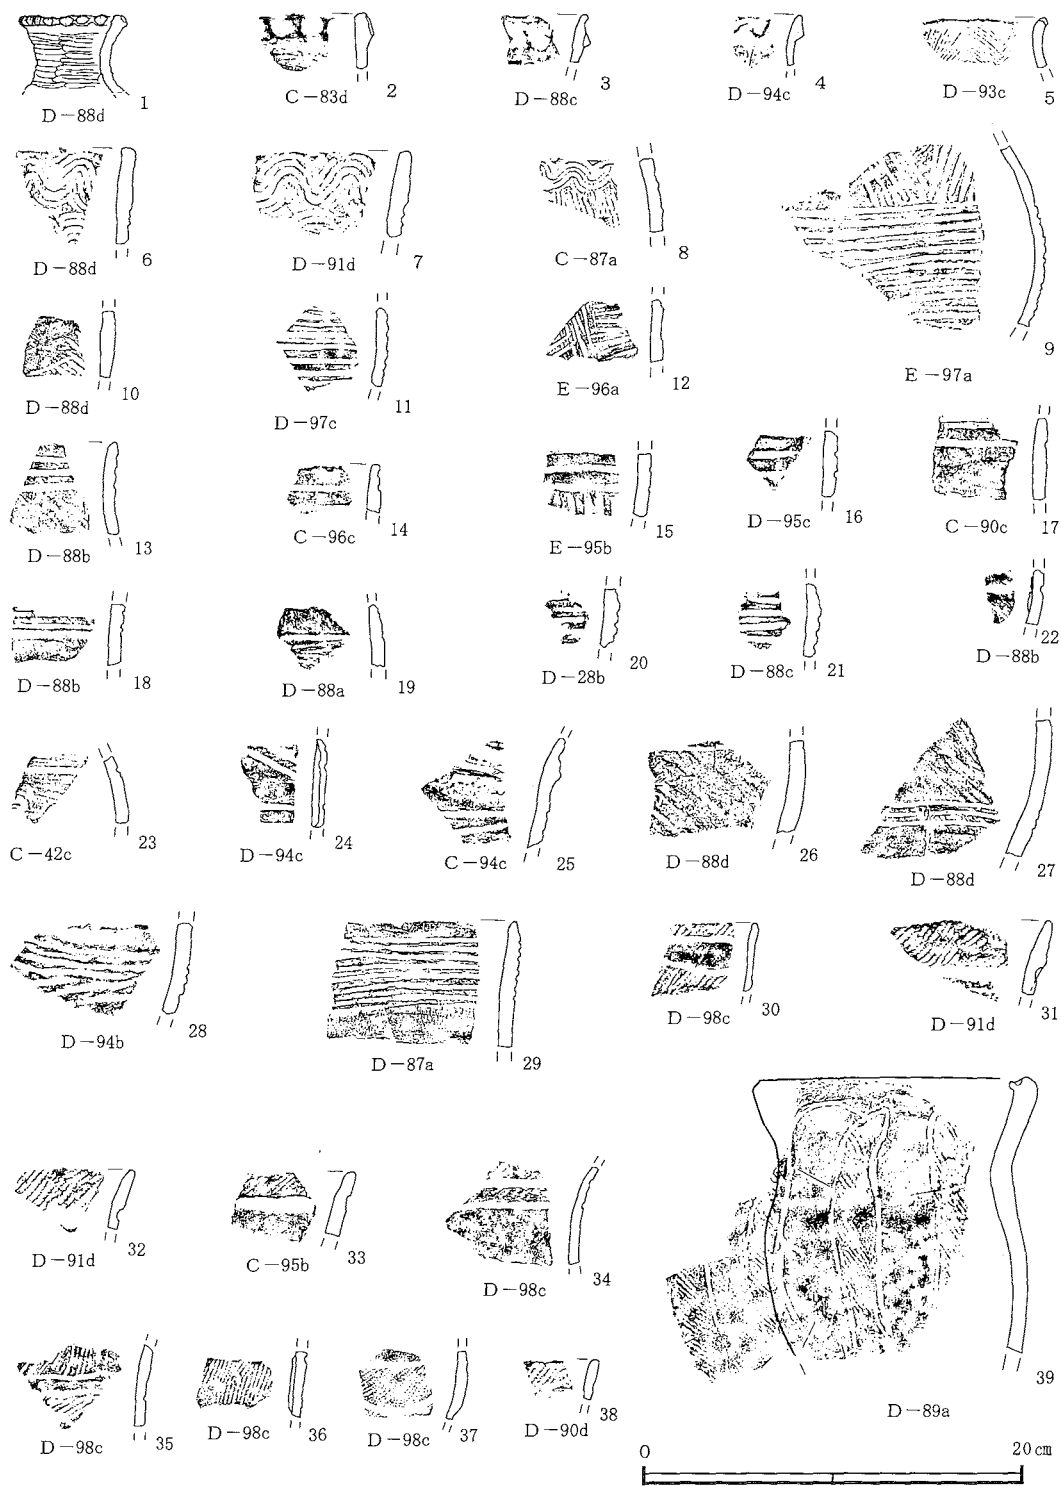 D-88d 1
C-83d 2
D-88c 3
D-94c 4
D-93c 5
D-88d 6
D-91d 7
C-87a 8
E-97a 9
D-88d 10
D-97c 11
E-96a 12
D-88b 13
C-96c 14
E-95b 15
D-95c 16
C-90c 17
D-88b 18
D-88a 19
D-28b 20
D-88c 21
D-88b 22
C-42c 23
D-94c 24
C-94c 25
D-88d 26
D-88d 27
D-94b 28
D-87a 29
D-98c 30
D-91d 31
D-91d 32
C-95b 33
D-98c 34
D-98c 35
D-98c 36
D-98c 37
D-90d 38
D-89a 39
0 20cm